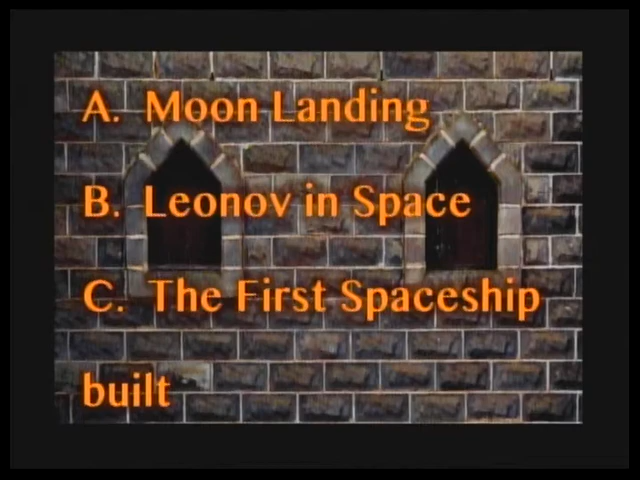 A. Moon Landing
B. Leonov in Space
C. The First Spaceship
built